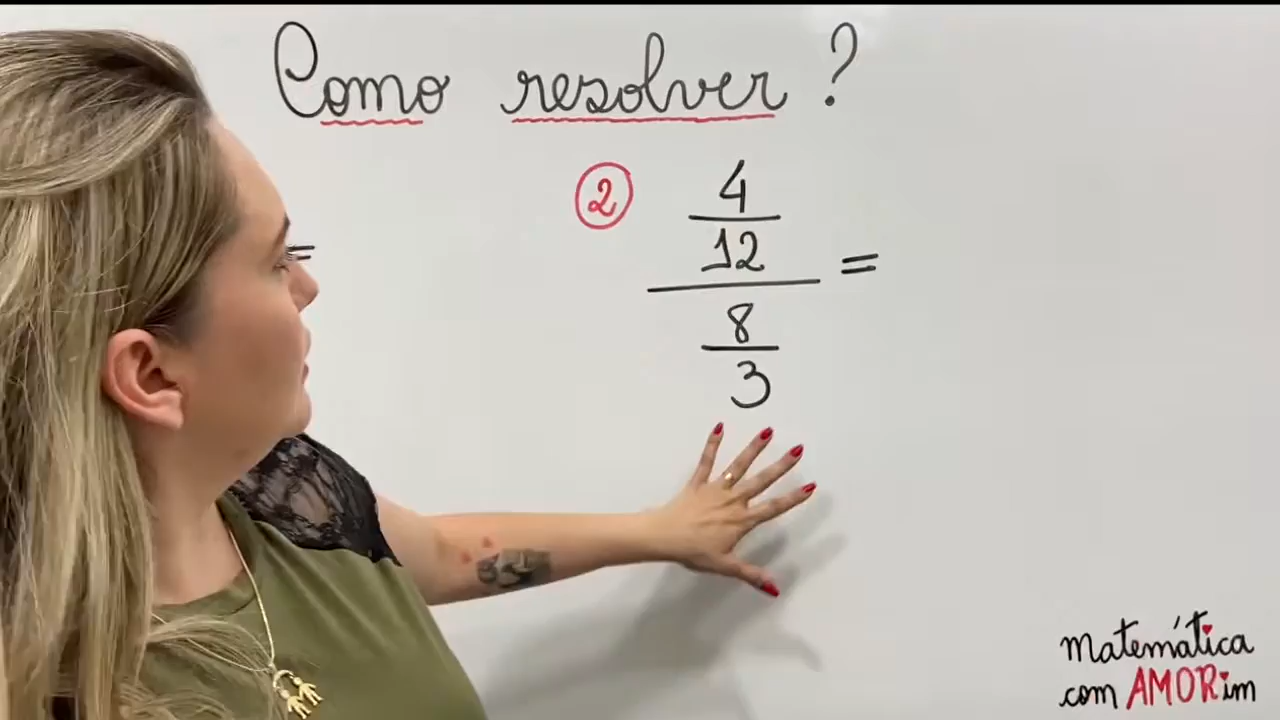 Como resolver ?
2
4
12
=
=
8
3
matemática
com AMORim